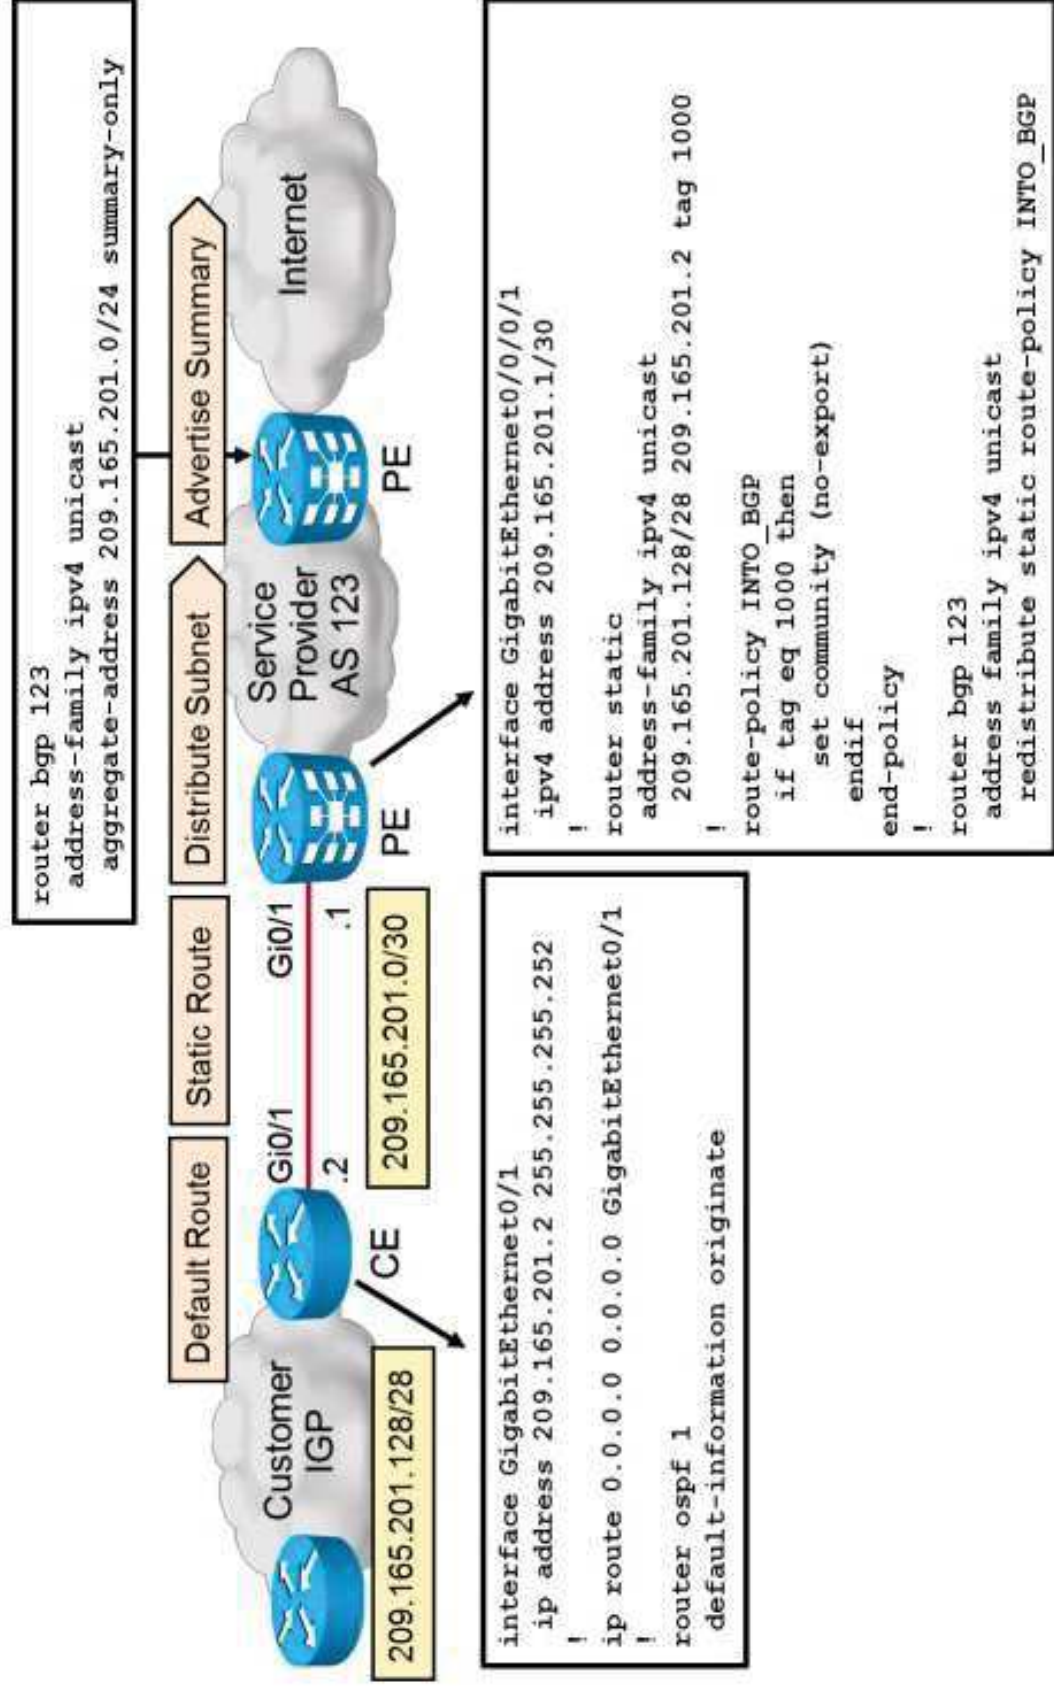 router bgp 123
address-family ipv4 unicast
aggregate-address 209.165.201.0/24 summary-only
Default Route
Static Route
Distribute Subnet
Advertise Summary
Customer
IGP
Gi0/1
Gi0/1
Service
Provider
AS 123
Internet
.2
.1
CE
PE
PE
209.165.201.128/28
209.165.201.0/30
interface GigabitEthernet0/1
ip address 209.165.201.2 255.255.255.252
!
ip route 0.0.0.0 0.0.0.0 GigabitEthernet0/1
!
router ospf 1
default-information originate
interface GigabitEthernet0/0/0/1
ipv4 address 209.165.201.1/30
!
router static
address-family ipv4 unicast
209.165.201.128/28 209.165.201.2 tag 1000
!
route-policy INTO_BGP
if tag eq 1000 then
set community (no-export)
endif
end-policy
!
router bgp 123
address family ipv4 unicast
redistribute static route-policy INTO_BGP